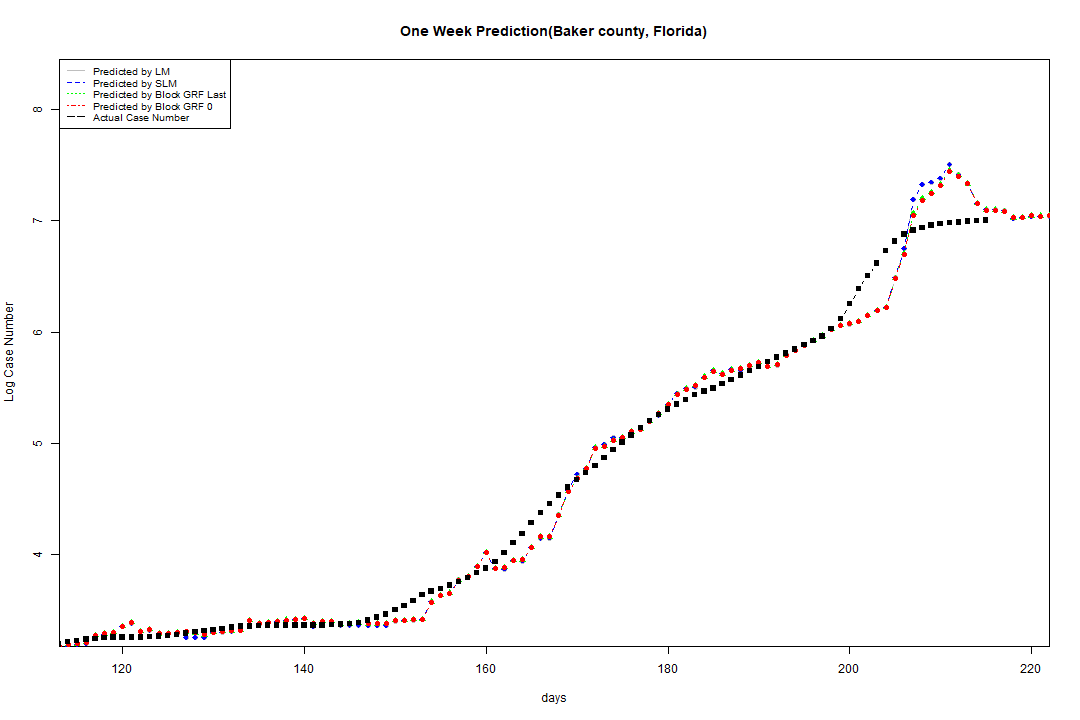 One Week Prediction(Baker county, Florida)
Predicted by LM
Predicted by SLM
Predicted by Block GRF Last
Predicted by Block GRF 0
Actual Case Number
8
7
6
5
4
Log Case Number
120 140 160 180 200 220
days